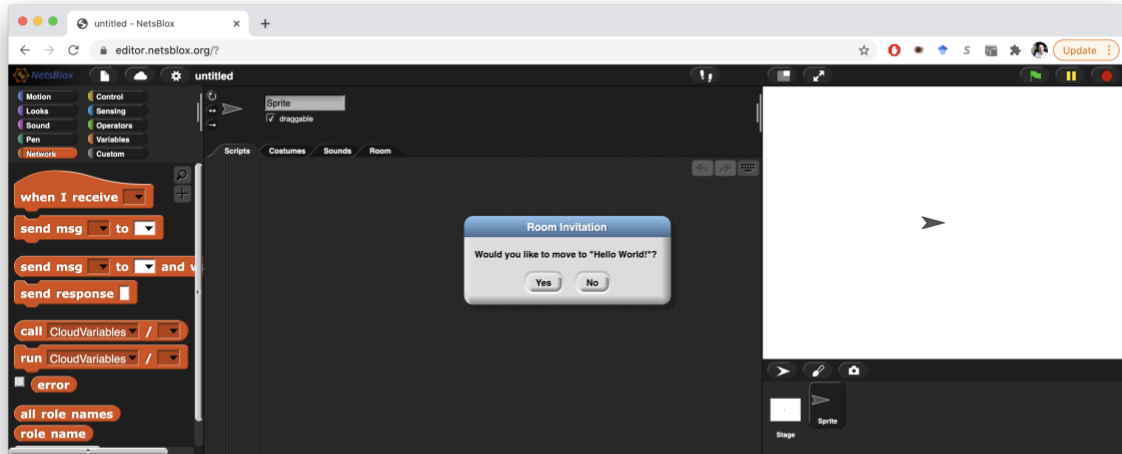 untitled - NetsBlox
editor.netsblox.org/?
Update
NetsBlox
untitled
Motion
Control
Looks
Sensing
Sound
Operators
Pen
Variables
Network
Custom
Sprite
draggable
Scripts Costumes Sounds Room
when I receive
send msg to
send msg to and w
send response
call CloudVariables /
run CloudVariables /
error
all role names
role name
Room Invitation
Would you like to move to "Hello World!"?
Yes No
Stage
Sprite